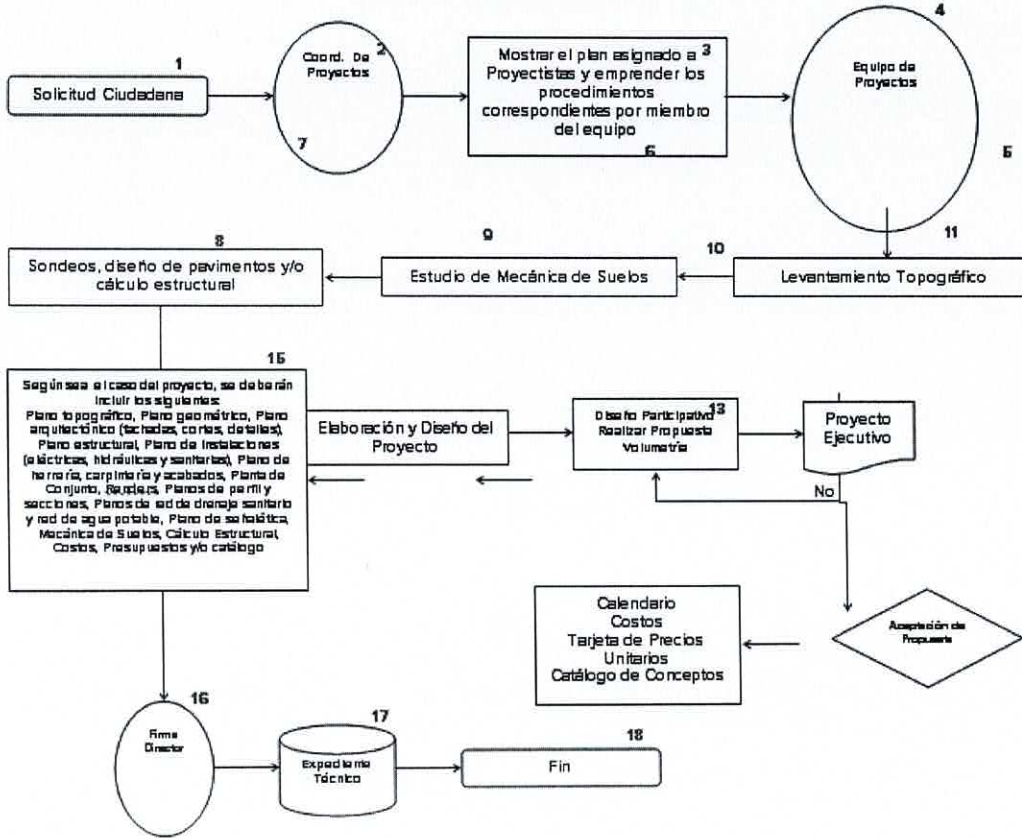 1
Solicitud Ciudadana
2
Coord. De
Proyectos
7
Mostrar el plan asignado a 3
Proyectistas y emprender los
procedimientos
correspondientes por miembro
del equipo
6
4
Equipo de
Proyectos
5
8
Sondeos, diseño de pavimentos y/o
cálculo estructural
9
Estudio de Mecánica de Suelos
10
11
Levantamiento Topográfico
15
Según sea el caso del proyecto, se deberán
incluir los siguientes:
Plano topográfico, Plano geométrico, Plano
arquitectónico (fachadas, cortes, detalles),
Plano estructural, Plano de Instalaciones
(eléctricas, hidráulicas y sanitarias), Plano de
herrería, carpintería y acabados, Planta de
Conjunto, Renders, Planos de perfil y
secciones, Planos de red de drenaje sanitario
y red de agua potable, Plano de señalética,
Mecánica de Suelos, Cálculo Estructural,
Costos, Presupuestos y/o catálogo
Elaboración y Diseño del
Proyecto
Diseño Participativo 13
Realizar Propuesta
Volumetría
Proyecto
Ejecutivo
No
Calendario
Costos
Tarjeta de Precios
Unitarios
Catálogo de Conceptos
Aceptación de
Propuesta
16
Firma
Director
17
Expediente
Técnico
18
Fin